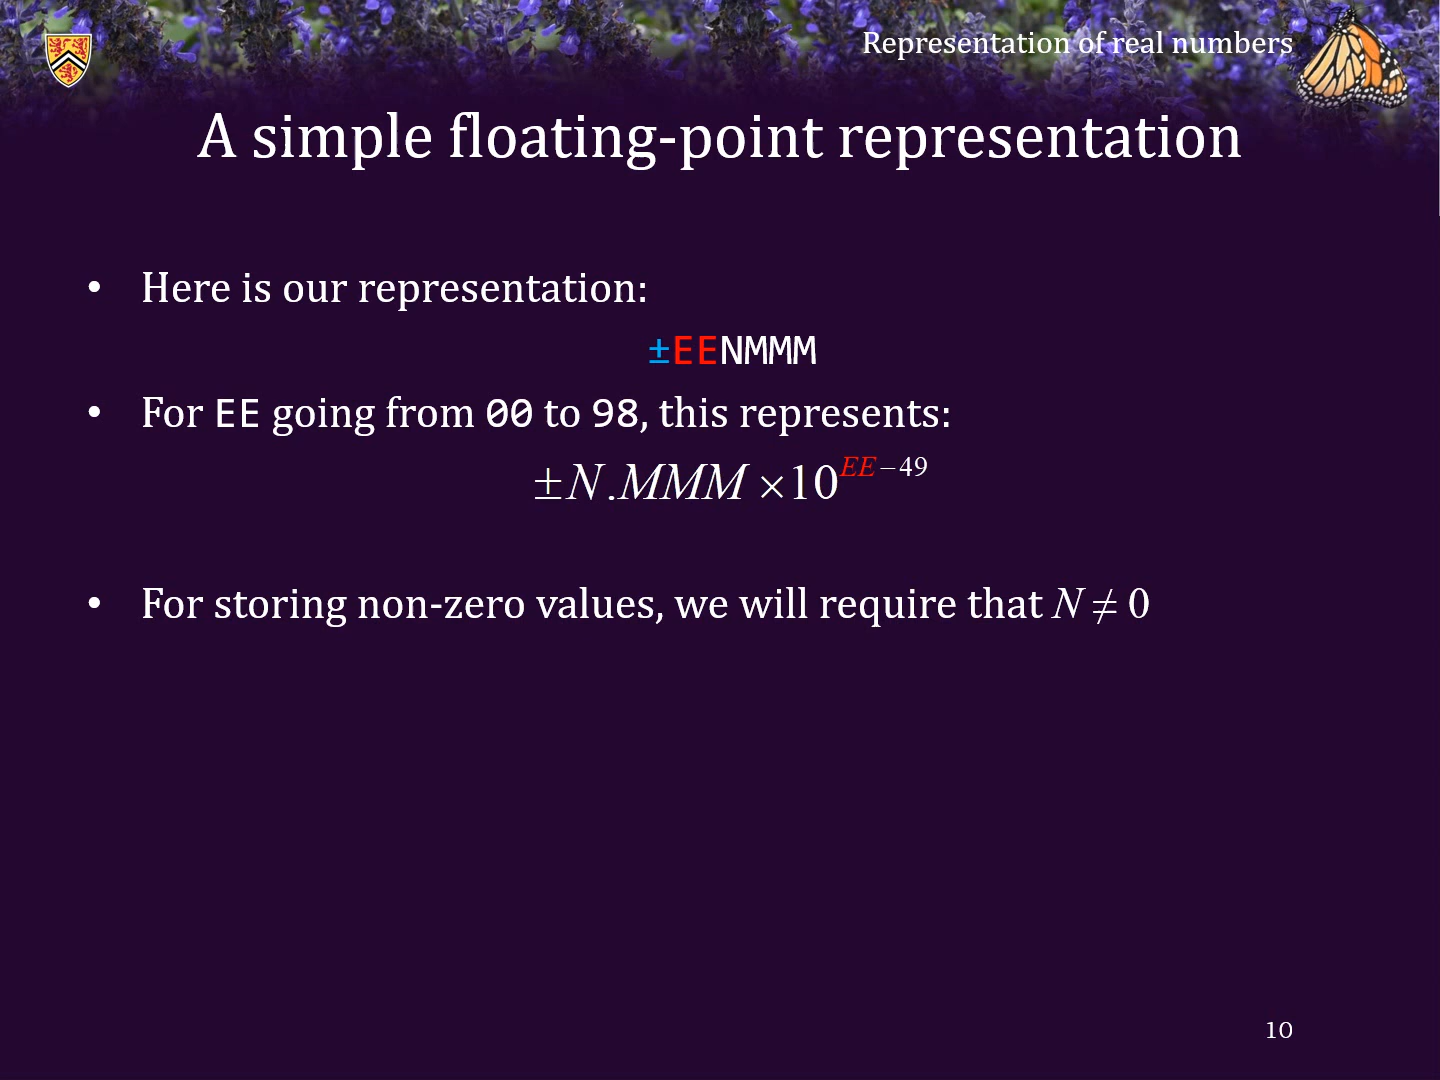 Representation of real numbers
A simple floating-point representation
• Here is our representation:
±EENMMM
• For EE going from 00 to 98, this represents:
±N.MMM ×10^{EE−49}
• For storing non-zero values, we will require that N ≠ 0
10